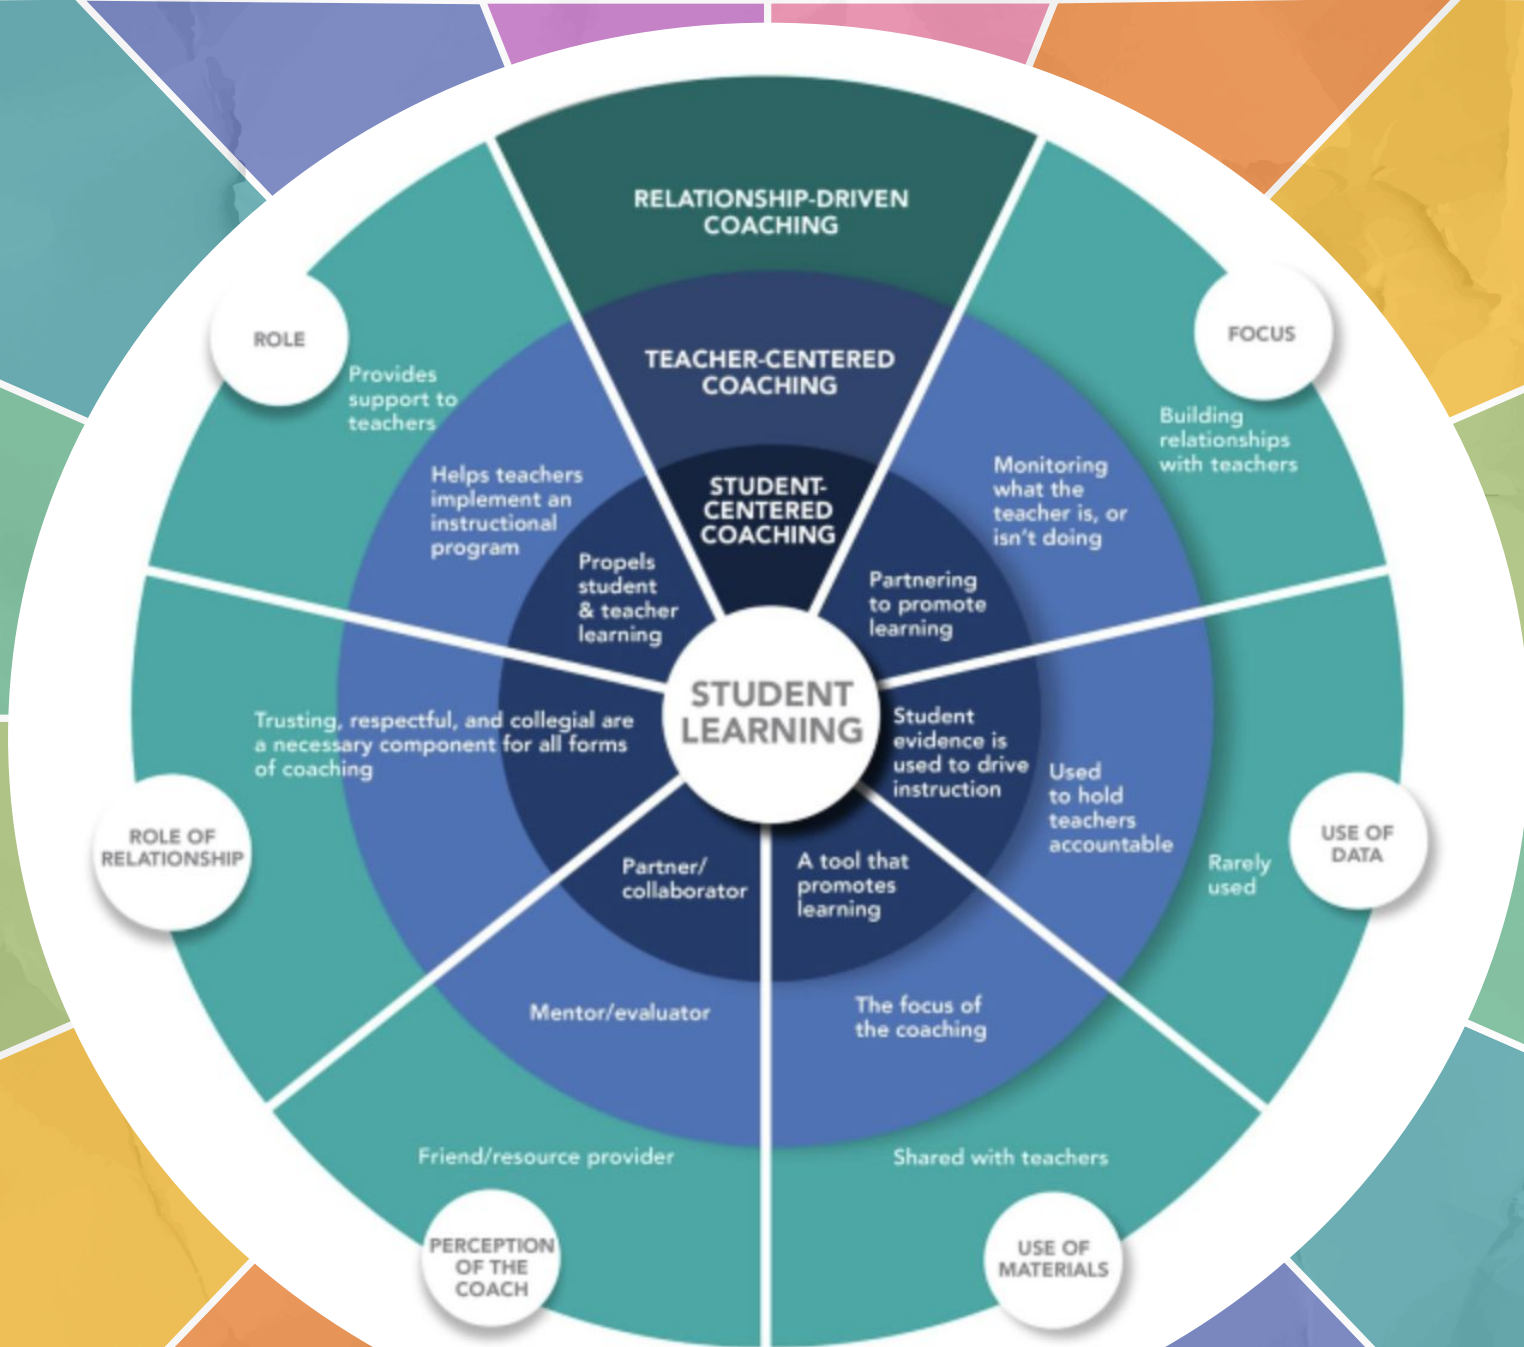 RELATIONSHIP-DRIVEN
COACHING
TEACHER-CENTERED
COACHING
STUDENT-
CENTERED
COACHING
STUDENT
LEARNING
ROLE
Provides
support to
teachers
Helps teachers
implement an
instructional
program
Propels
student
& teacher
learning
FOCUS
Building
relationships
with teachers
Monitoring
what the
teacher is, or
isn't doing
Partnering
to promote
learning
USE OF
DATA
Rarely
used
Used
to hold
teachers
accountable
Student
evidence is
used to drive
instruction
USE OF
MATERIALS
Shared with teachers
The focus of
the coaching
A tool that
promotes
learning
PERCEPTION
OF THE
COACH
Friend/resource provider
Mentor/evaluator
Partner/
collaborator
ROLE OF
RELATIONSHIP
Trusting, respectful, and collegial are
a necessary component for all forms
of coaching